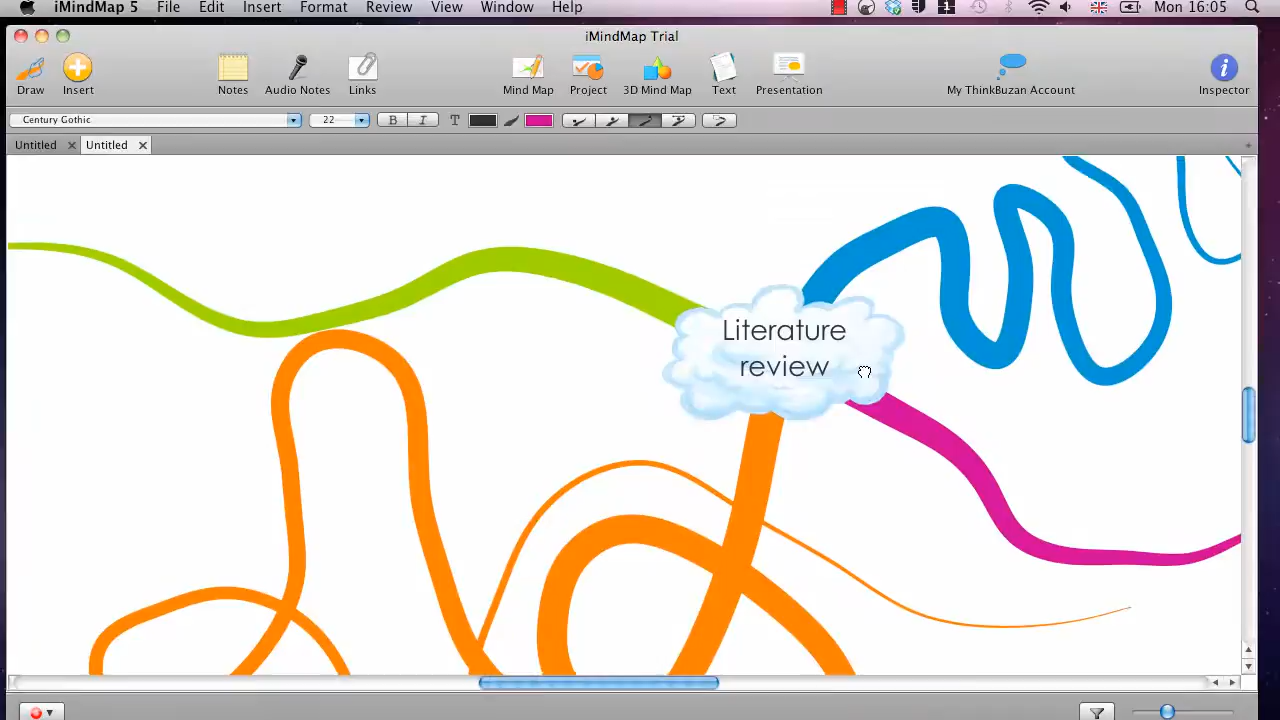 iMindMap 5 File Edit Insert Format Review View Window Help Mon 16:05
iMindMap Trial
Draw Insert Notes Audio Notes Links Mind Map Project 3D Mind Map Text Presentation My ThinkBuzan Account Inspector
Century Gothic 22 B I T
Untitled Untitled
Literature
review